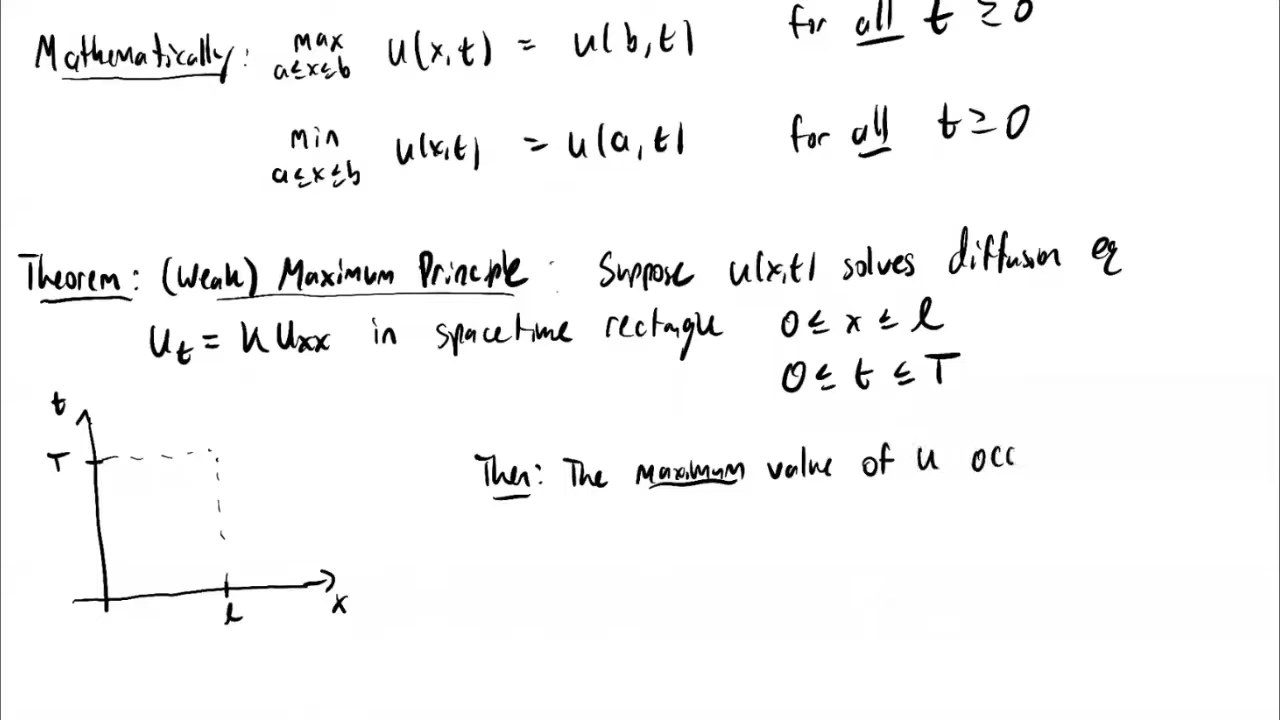 Mathematically: max a≤x≤b u(x,t) = u(b,t) for all t ≥ 0
min a≤x≤b u(x,t) = u(a,t) for all t ≥ 0
Theorem: (Weak) Maximum Principle: Suppose u(x,t) solves diffusion eq
u_t = k u_xx in spacetime rectangle 0 ≤ x ≤ l
0 ≤ t ≤ T
t
T
Then: The maximum value of u occ
l
x